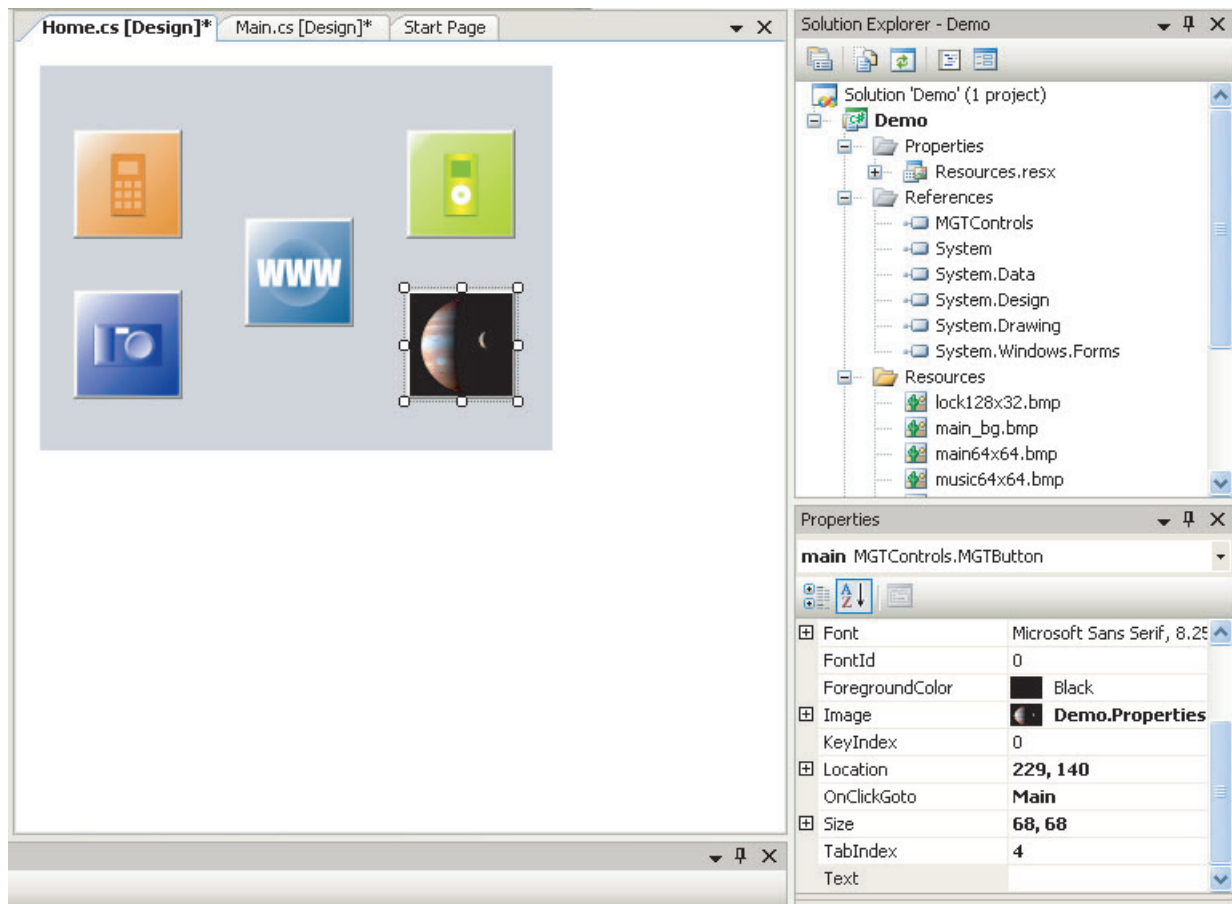 Home.cs [Design]* Main.cs [Design]* Start Page
WWW
Solution Explorer - Demo
Solution 'Demo' (1 project)
Demo
Properties
Resources.resx
References
MGTControls
System
System.Data
System.Design
System.Drawing
System.Windows.Forms
Resources
lock128x32.bmp
main_bg.bmp
main64x64.bmp
music64x64.bmp
Properties
main MGTControls.MGTButton
Font Microsoft Sans Serif, 8.25
FontId 0
ForegroundColor Black
Image Demo.Properties
KeyIndex 0
Location 229, 140
OnClickGoto Main
Size 68, 68
TabIndex 4
Text